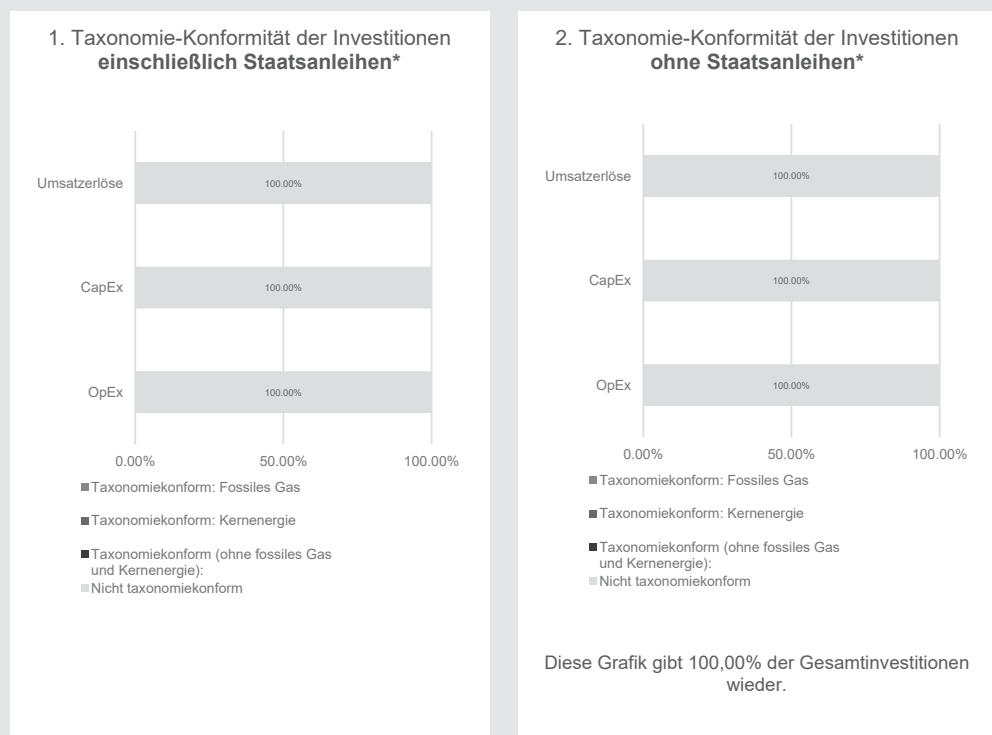 1. Taxonomie-Konformität der Investitionen
einschließlich Staatsanleihen*
Umsatzerlöse
100.00%
CapEx
100.00%
OpEx
100.00%
0.00%
50.00%
100.00%
Taxonomiekonform: Fossiles Gas
Taxonomiekonform: Kernenergie
Taxonomiekonform (ohne fossiles Gas
und Kernenergie):
Nicht taxonomiekonform
2. Taxonomie-Konformität der Investitionen
ohne Staatsanleihen*
Umsatzerlöse
100.00%
CapEx
100.00%
OpEx
100.00%
0.00%
50.00%
100.00%
Taxonomiekonform: Fossiles Gas
Taxonomiekonform: Kernenergie
Taxonomiekonform (ohne fossiles Gas
und Kernenergie):
Nicht taxonomiekonform
Diese Grafik gibt 100,00% der Gesamtinvestitionen
wieder.